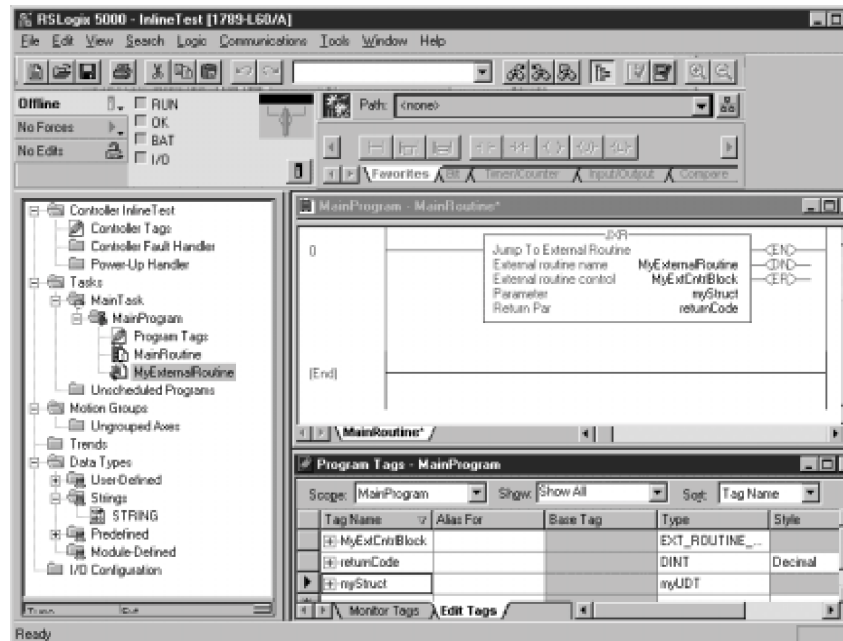 RSLogix 5000 - InlineTest [1789-L60/A]
File Edit View Search Logic Communications Tools Window Help
Offline
RUN
No Forces
OK
No Edits
BAT
I/O
Path: <none>
Favorites Bit Timer/Counter Input/Output Compare
Controller InlineTest
Controller Tags
Controller Fault Handler
Power-Up Handler
Tasks
MainTask
MainProgram
Program Tags
MainRoutine
MyExternalRoutine
Unscheduled Programs
Motion Groups
Ungrouped Axes
Trends
Data Types
User-Defined
Strings
STRING
Predefined
Module-Defined
I/O Configuration
MainProgram - MainRoutine*
0
JXR
Jump To External Routine
External routine name MyExternalRoutine
External routine control MyExtCntrBlock
Parameter myStruct
Return Par returnCode
EN
DN
ER
(End)
MainRoutine*
Program Tags - MainProgram
Scope: MainProgram Show: Show All Sort: Tag Name
Tag Name Alias For Base Tag Type Style
MyExtCntrBlock EXT_ROUTINE_...
returnCode DINT Decimal
myStruct myUDT
Monitor Tags Edit Tags
Ready